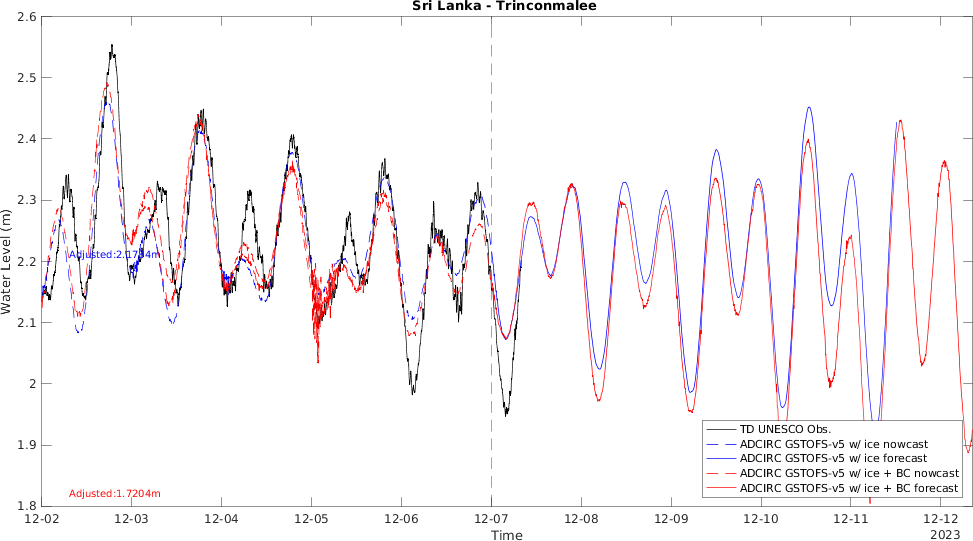 Sri Lanka - Trinconmalee
2.6
2.5
2.4
2.3
2.2
2.1
2
1.9
1.8
Water Level (m)
Adjusted:2.1784m
Adjusted:1.7204m
TD UNESCO Obs.
ADCIRC GSTOFS-v5 w/ ice nowcast
ADCIRC GSTOFS-v5 w/ ice forecast
ADCIRC GSTOFS-v5 w/ ice + BC nowcast
ADCIRC GSTOFS-v5 w/ ice + BC forecast
12-02 12-03 12-04 12-05 12-06 12-07 12-08 12-09 12-10 12-11 12-12
Time
2023